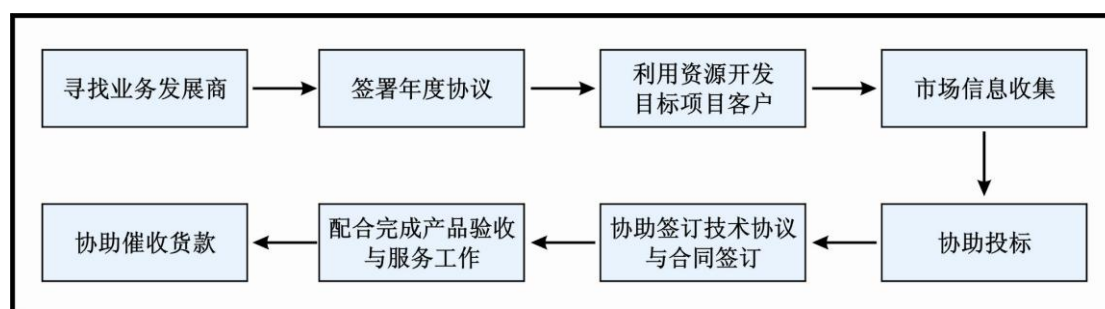 寻找业务发展商
签署年度协议
利用资源开发
目标项目客户
市场信息收集
协助投标
协助签订技术协议
与合同签订
配合完成产品验收
与服务工作
协助催收货款